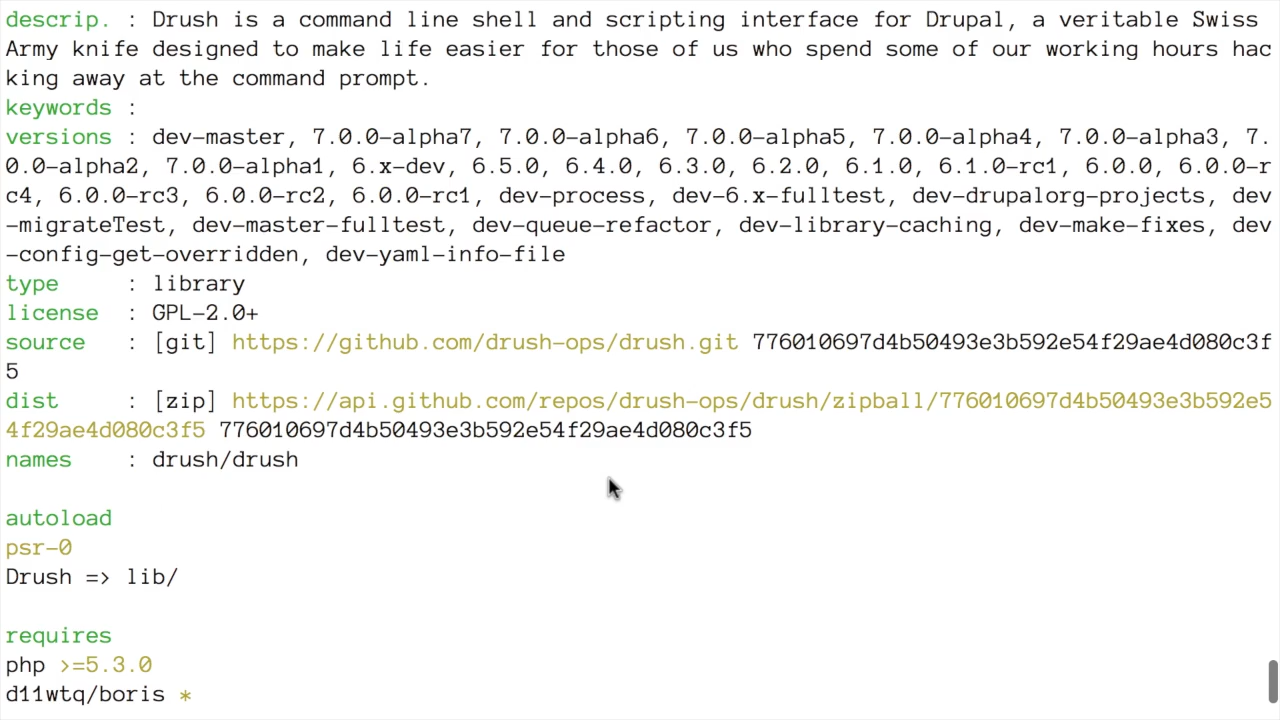 descrip. : Drush is a command line shell and scripting interface for Drupal, a veritable Swiss
Army knife designed to make life easier for those of us who spend some of our working hours hac
king away at the command prompt.
keywords :
versions : dev-master, 7.0.0-alpha7, 7.0.0-alpha6, 7.0.0-alpha5, 7.0.0-alpha4, 7.0.0-alpha3, 7.
0.0-alpha2, 7.0.0-alpha1, 6.x-dev, 6.5.0, 6.4.0, 6.3.0, 6.2.0, 6.1.0, 6.1.0-rc1, 6.0.0, 6.0.0-r
c4, 6.0.0-rc3, 6.0.0-rc2, 6.0.0-rc1, dev-process, dev-6.x-fulltest, dev-drupalorg-projects, dev
-migrateTest, dev-master-fulltest, dev-queue-refactor, dev-library-caching, dev-make-fixes, dev
-config-get-overridden, dev-yaml-info-file
type     : library
license  : GPL-2.0+
source   : [git] https://github.com/drush-ops/drush.git 776010697d4b50493e3b592e54f29ae4d080c3f
5
dist     : [zip] https://api.github.com/repos/drush-ops/drush/zipball/776010697d4b50493e3b592e5
4f29ae4d080c3f5 776010697d4b50493e3b592e54f29ae4d080c3f5
names    : drush/drush
autoload
psr-0
Drush => lib/
requires
php >=5.3.0
d11wtq/boris *